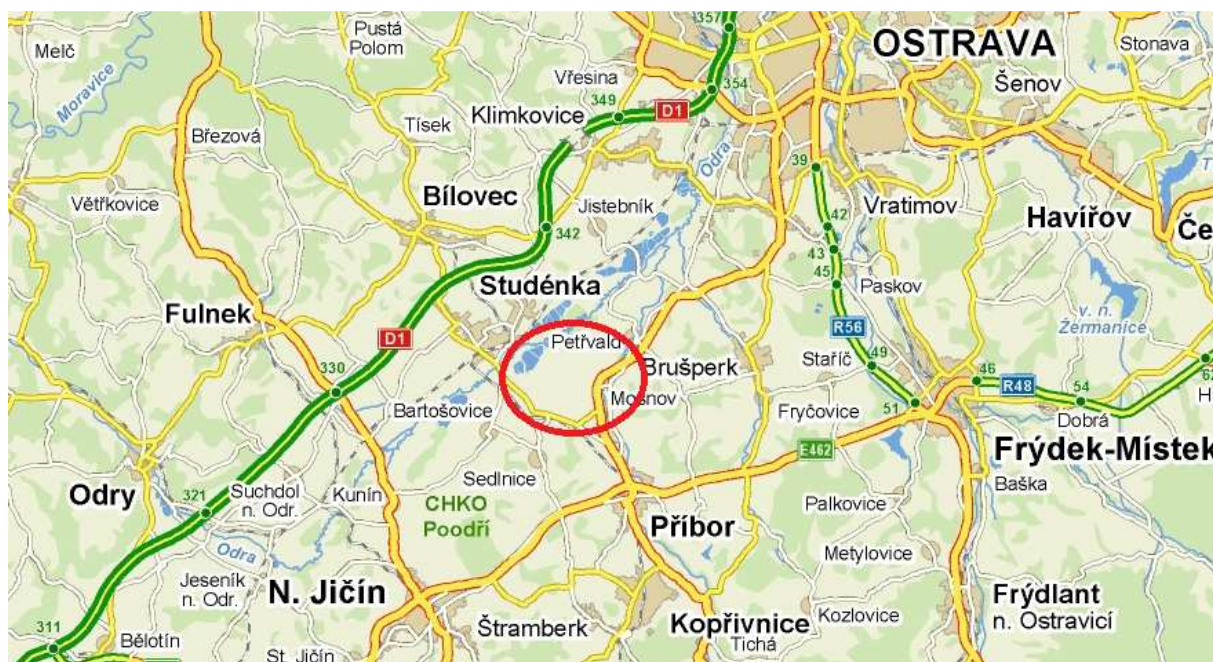 357
OSTRAVA
Melč
Pustá
Polom
Stonava
Vřesina
354
Šenov
Moravice
Klimkovice
349
D1
Tísek
Březová
Odra
39
Bílovec
Jistebník
Vratimov
Havířov
Větřkovice
342
42
43
45
Paskov
Studénka
v. n.
Žermanice
Fulnek
D1
Petřvald
R56
330
Brušperk
Staříč
49
46
R48
54
Bartošovice
Mošnov
Fryčovice
51
Dobrá
E462
Frýdek-Místek
Odry
321
Suchdol
n. Odr.
Kunín
Sedlnice
CHKO
Poodří
Baška
Palkovice
Příbor
Odra
Metylovice
Jeseník
n. Odr.
N. Jičín
Frýdlant
n. Ostravicí
311
Bělotín
Štramberk
Kopřivnice
Kozlovice
Tichá
St. Jičín